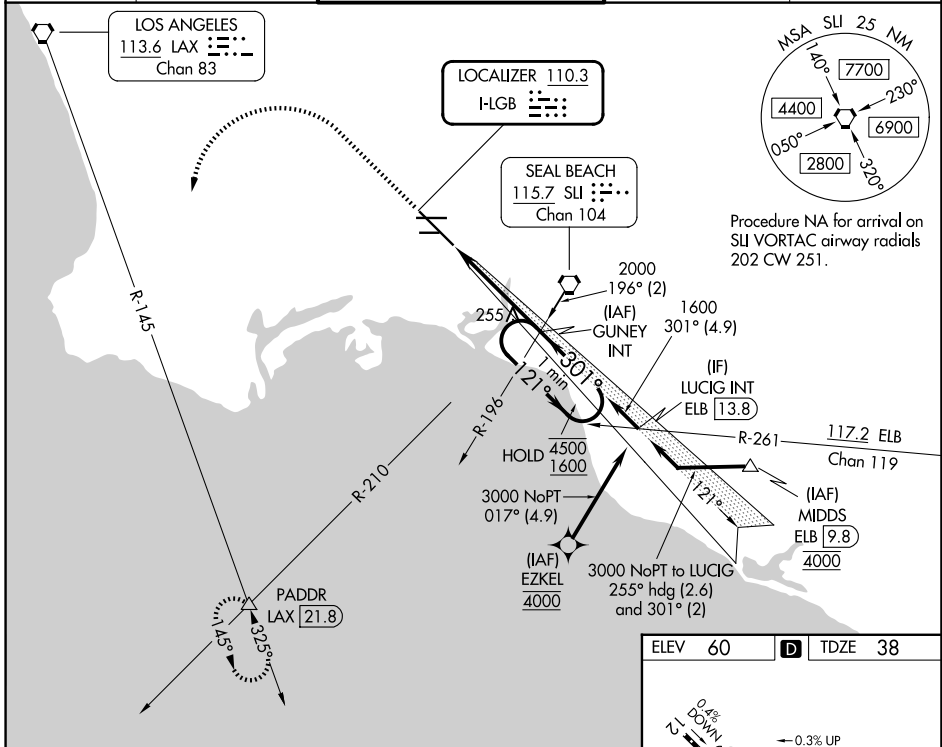 LOS ANGELES
113.6 LAX
Chan 83
LOCALIZER 110.3
I-LGB
SEAL BEACH
115.7 SLI
Chan 104
MSA SLI 25 NM
140°
7700
230°
4400
6900
050°
2800
320°
Procedure NA for arrival on
SLI VORTAC airway radials
202 CW 251.
2000
196° (2)
(IAF)
GUNEY
INT
1600
301° (4.9)
255
(IF)
LUCIG INT
ELB 13.8
R-145
1 min
301°
121°
R-196
HOLD
4500
1600
R-261
117.2 ELB
Chan 119
R-210
3000 NoPT
017° (4.9)
121°
(IAF)
MIDDS
ELB 9.8
4000
(IAF)
EZKEL
4000
3000 NoPT to LUCIG
255° hdg (2.6)
and 301° (2)
PADDR
LAX 21.8
145°
325°
ELEV 60
D
TDZE 38
0.4%
DOWN
12
0.3% UP